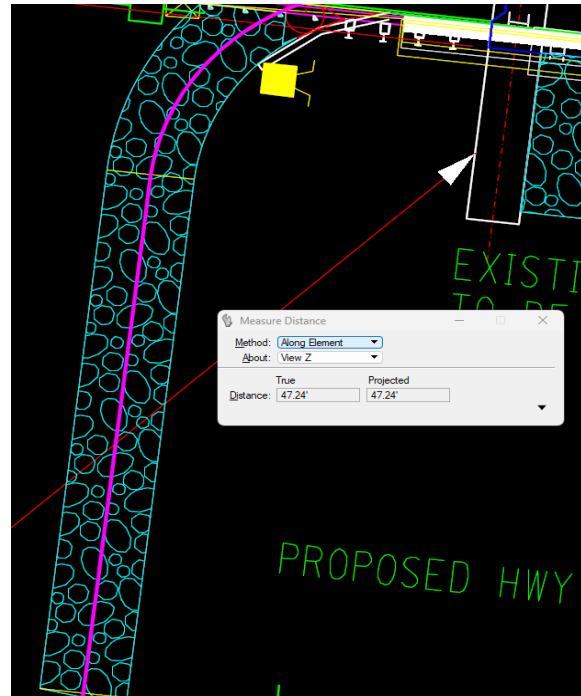 EXISTI
Measure Distance
Method: Along Element
About: View Z
True Projected
Distance: 47.24' 47.24'
PROPOSED HWY